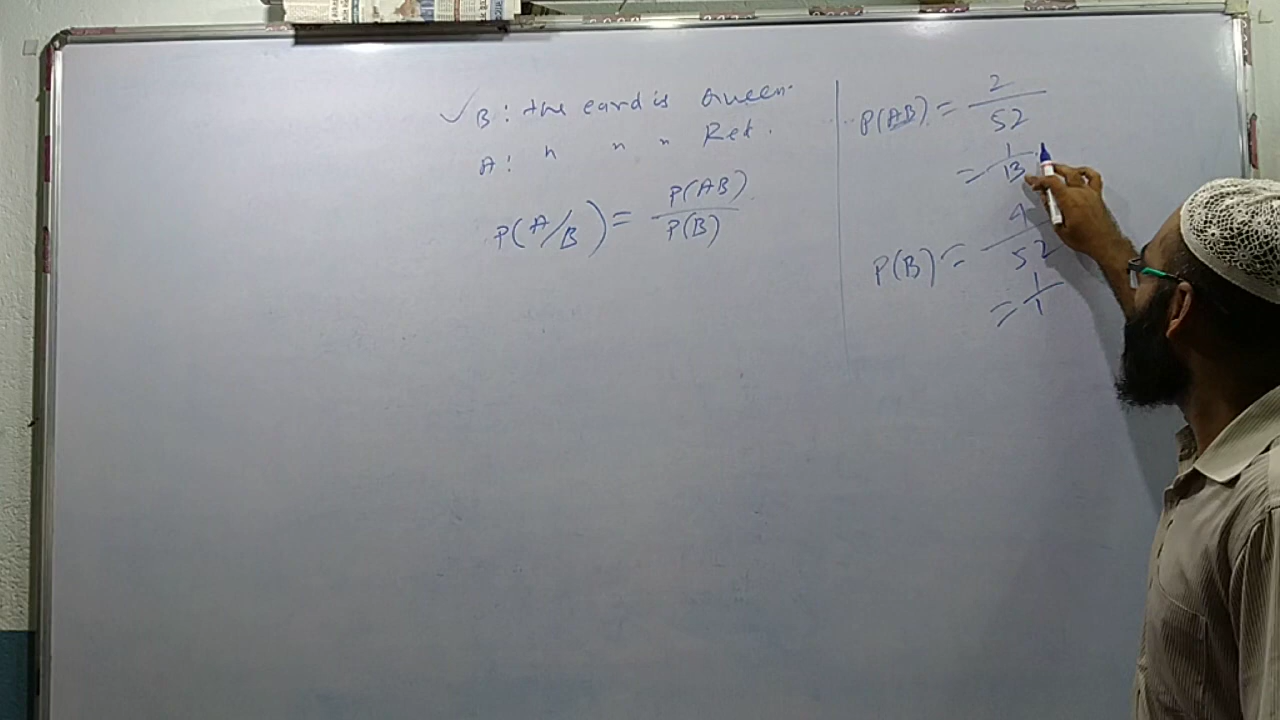 B: the card is Queen.
A: " " " Red.
P(A/B) = P(AB) / P(B)
P(AB) = 2 / 52
= 1 / 13
P(B) = 4 / 52
= 1 / 1